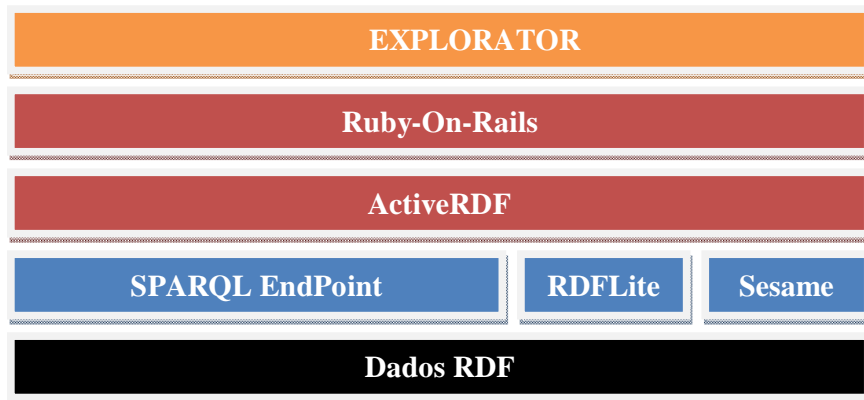 EXPLORATOR
Ruby-On-Rails
ActiveRDF
SPARQL EndPoint RDFLite Sesame
Dados RDF